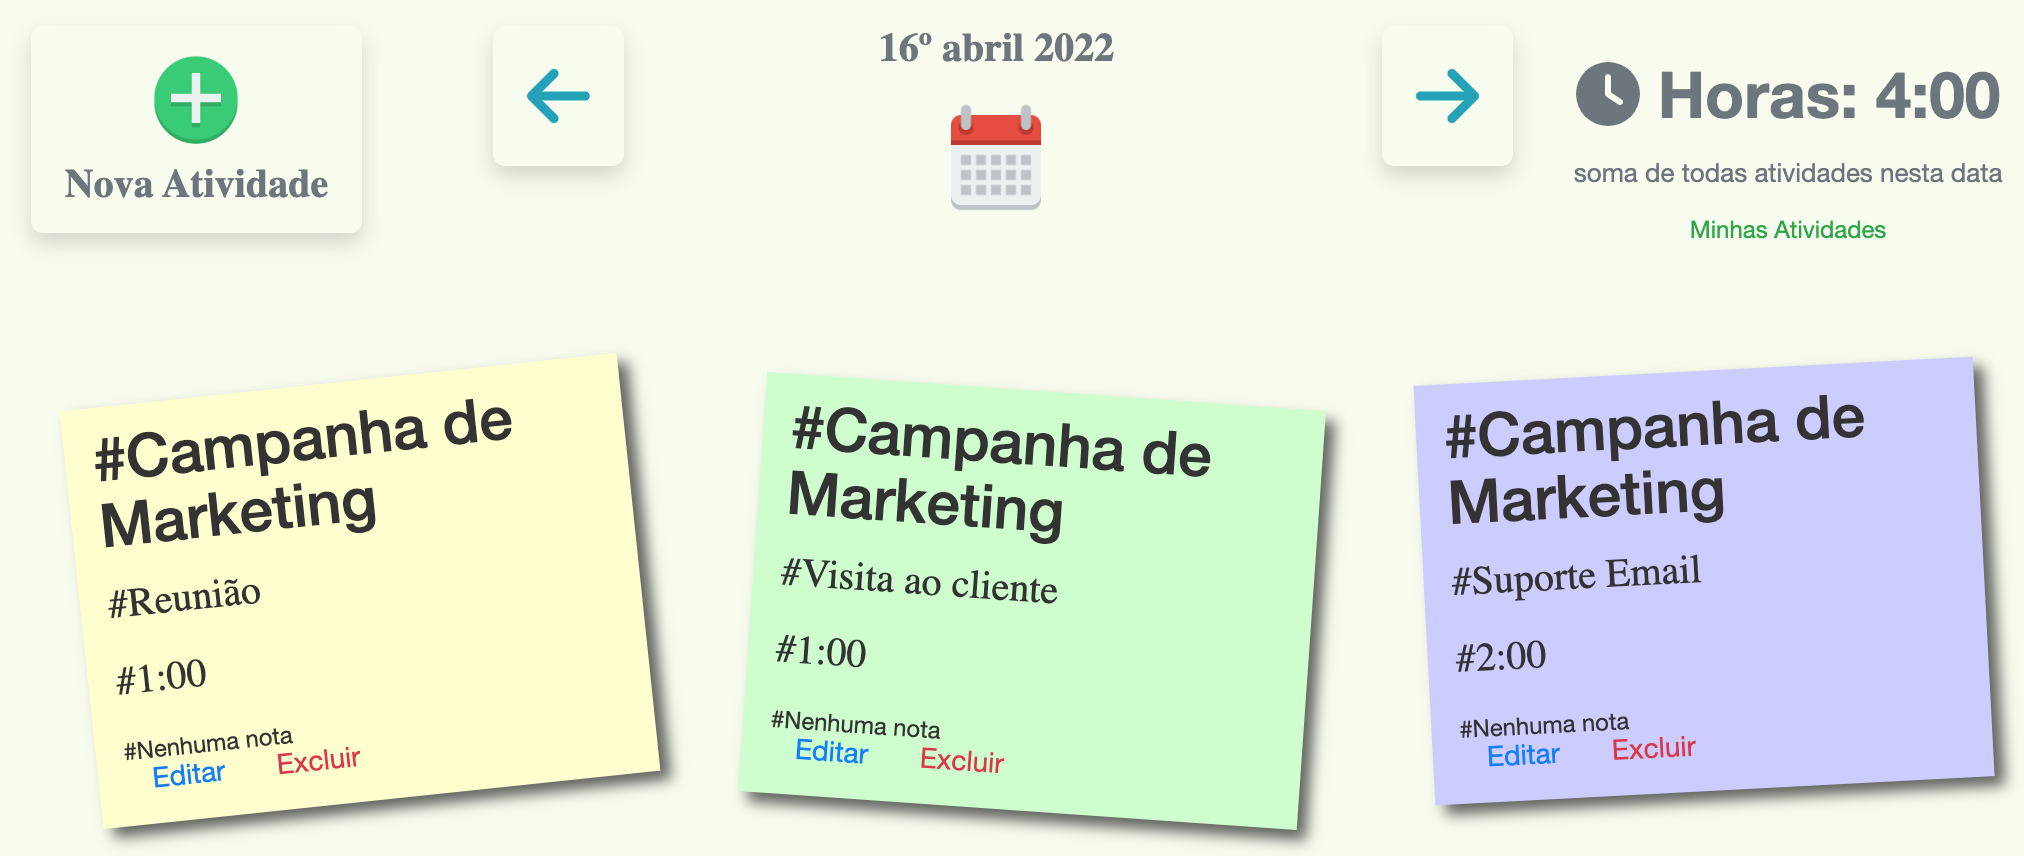 Nova Atividade
16º abril 2022
Horas: 4:00
soma de todas atividades nesta data
Minhas Atividades
#Campanha de
Marketing
#Reunião
#1:00
#Nenhuma nota
Editar Excluir
#Campanha de
Marketing
#Visita ao cliente
#1:00
#Nenhuma nota
Editar Excluir
#Campanha de
Marketing
#Suporte Email
#2:00
#Nenhuma nota
Editar Excluir